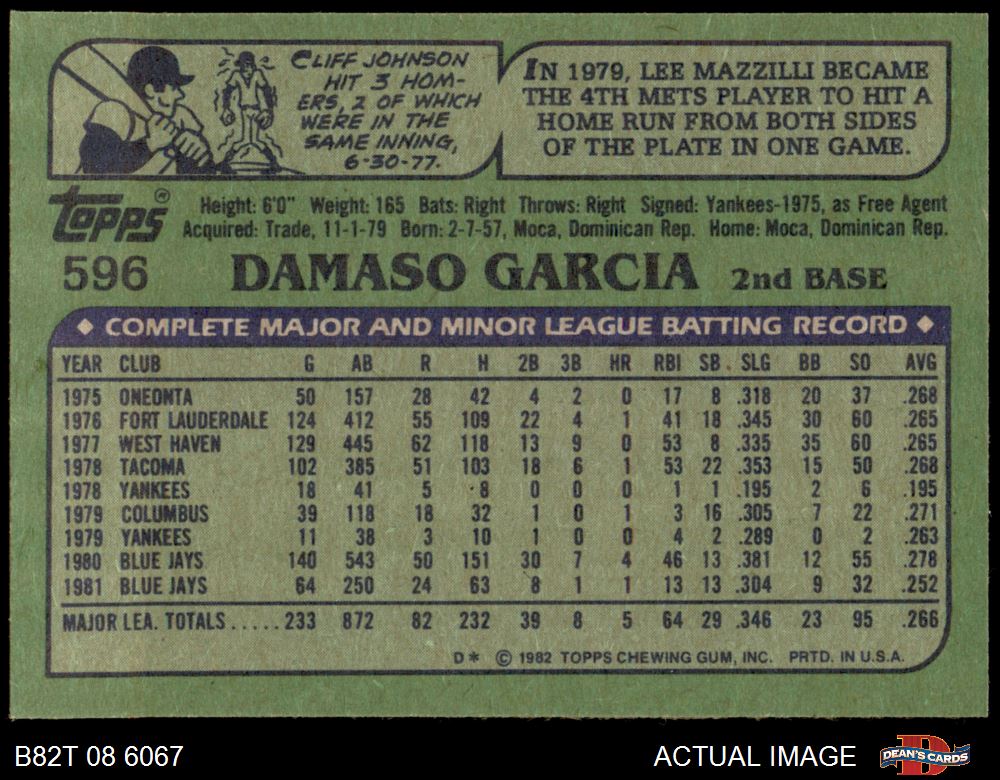 CLIFF JOHNSON
HIT 3 HOM-
ERS, 2 OF WHICH
WERE IN THE
SAME INNING,
6-30-77.
IN 1979, LEE MAZZILLI BECAME
THE 4TH METS PLAYER TO HIT A
HOME RUN FROM BOTH SIDES
OF THE PLATE IN ONE GAME.
Topps®
Height: 6'0" Weight: 165 Bats: Right Throws: Right Signed: Yankees-1975, as Free Agent
Acquired: Trade, 11-1-79 Born: 2-7-57, Moca, Dominican Rep. Home: Moca, Dominican Rep.
596 DAMASO GARCIA 2nd BASE
◆ COMPLETE MAJOR AND MINOR LEAGUE BATTING RECORD ◆
YEAR CLUB G AB R H 2B 3B HR RBI SB. SLG BB SO AVG
1975 ONEONTA 50 157 28 42 4 2 0 17 8 .318 20 37 .268
1976 FORT LAUDERDALE 124 412 55 109 22 4 1 41 18 .345 30 60 .265
1977 WEST HAVEN 129 445 62 118 13 9 0 53 8 .335 35 60 .265
1978 TACOMA 102 385 51 103 18 6 1 53 22 .353 15 50 .268
1978 YANKEES 18 41 5 8 0 0 0 1 1 .195 2 6 .195
1979 COLUMBUS 39 118 18 32 1 0 1 3 16 .305 7 22 .271
1979 YANKEES 11 38 3 10 1 0 0 4 2 .289 0 2 .263
1980 BLUE JAYS 140 543 50 151 30 7 4 46 13 .381 12 55 .278
1981 BLUE JAYS 64 250 24 63 8 1 1 13 13 .304 9 32 .252
MAJOR LEA. TOTALS.....233 872 82 232 39 8 5 64 29 .346 23 95 .266
D* © 1982 TOPPS CHEWING GUM, INC. PRTD. IN U.S.A.
B82T 08 6067 ACTUAL IMAGE DEAN'S CARDS